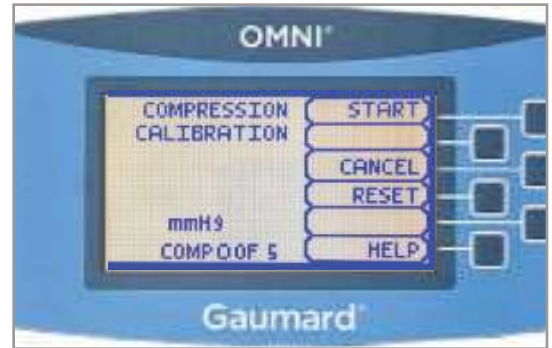 OMNI®
COMPRESSION
CALIBRATION
START
CANCEL
RESET
mmHg
COMP 0 OF 5
HELP
Gaumard®